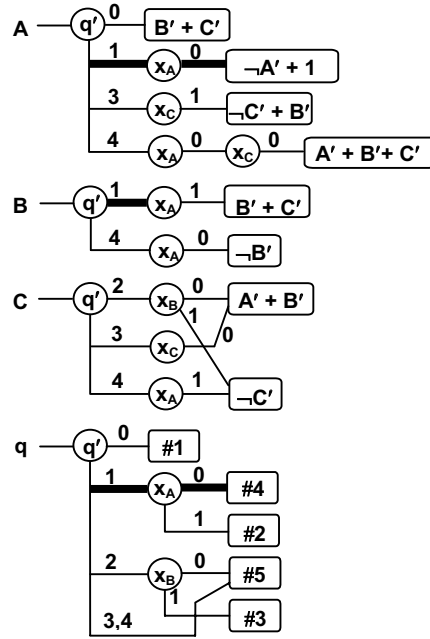 A q′ 0 B′ + C′
1 x_A 0 ¬A′ + 1
3 x_C 1 ¬C′ + B′
4 x_A 0 x_C 0 A′ + B′+ C′
B q′ 1 x_A 1 B′ + C′
4 x_A 0 ¬B′
C q′ 2 x_B 0 A′ + B′
1
3 x_C 0
4 x_A 1 ¬C′
q q′ 0 #1
1 x_A 0 #4
1 #2
2 x_B 0 #5
1 #3
3,4